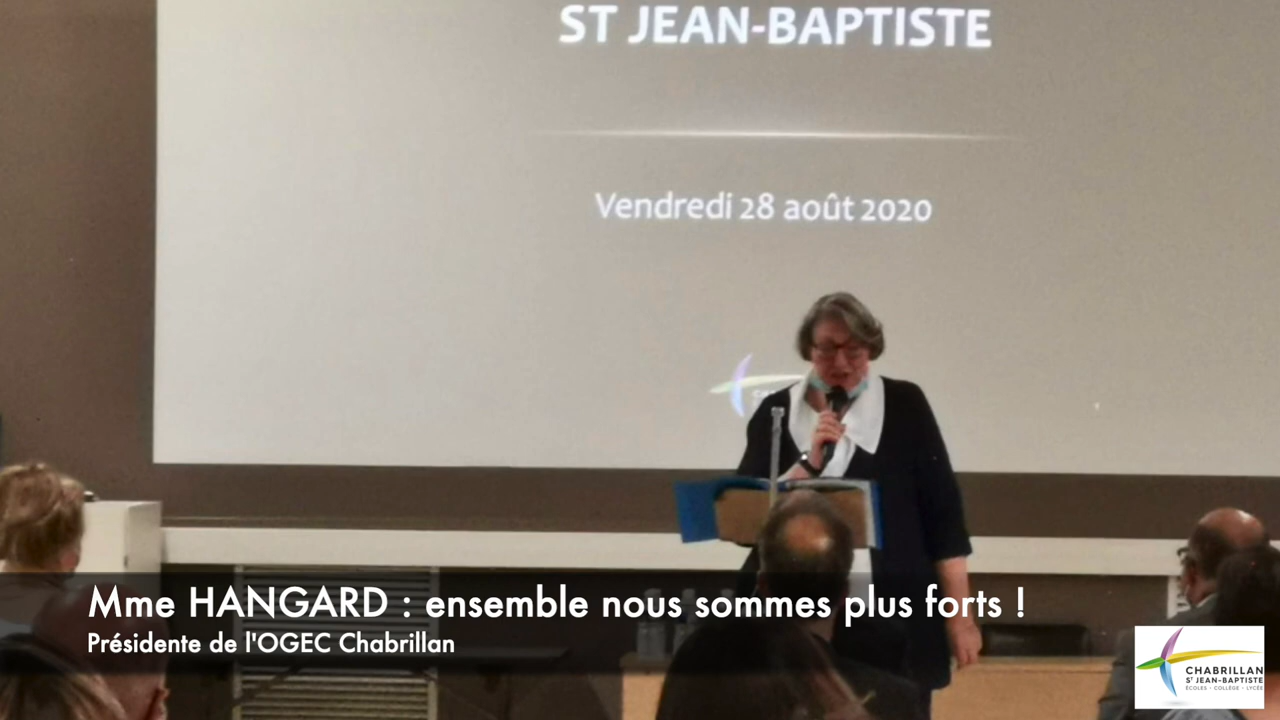 ST JEAN-BAPTISTE
Vendredi 28 août 2020
Mme HANGARD : ensemble nous sommes plus forts !
Présidente de l'OGEC Chabrillan
CHABRILLAN
ST JEAN-BAPTISTE
ÉCOLES - COLLÈGE - LYCÉE